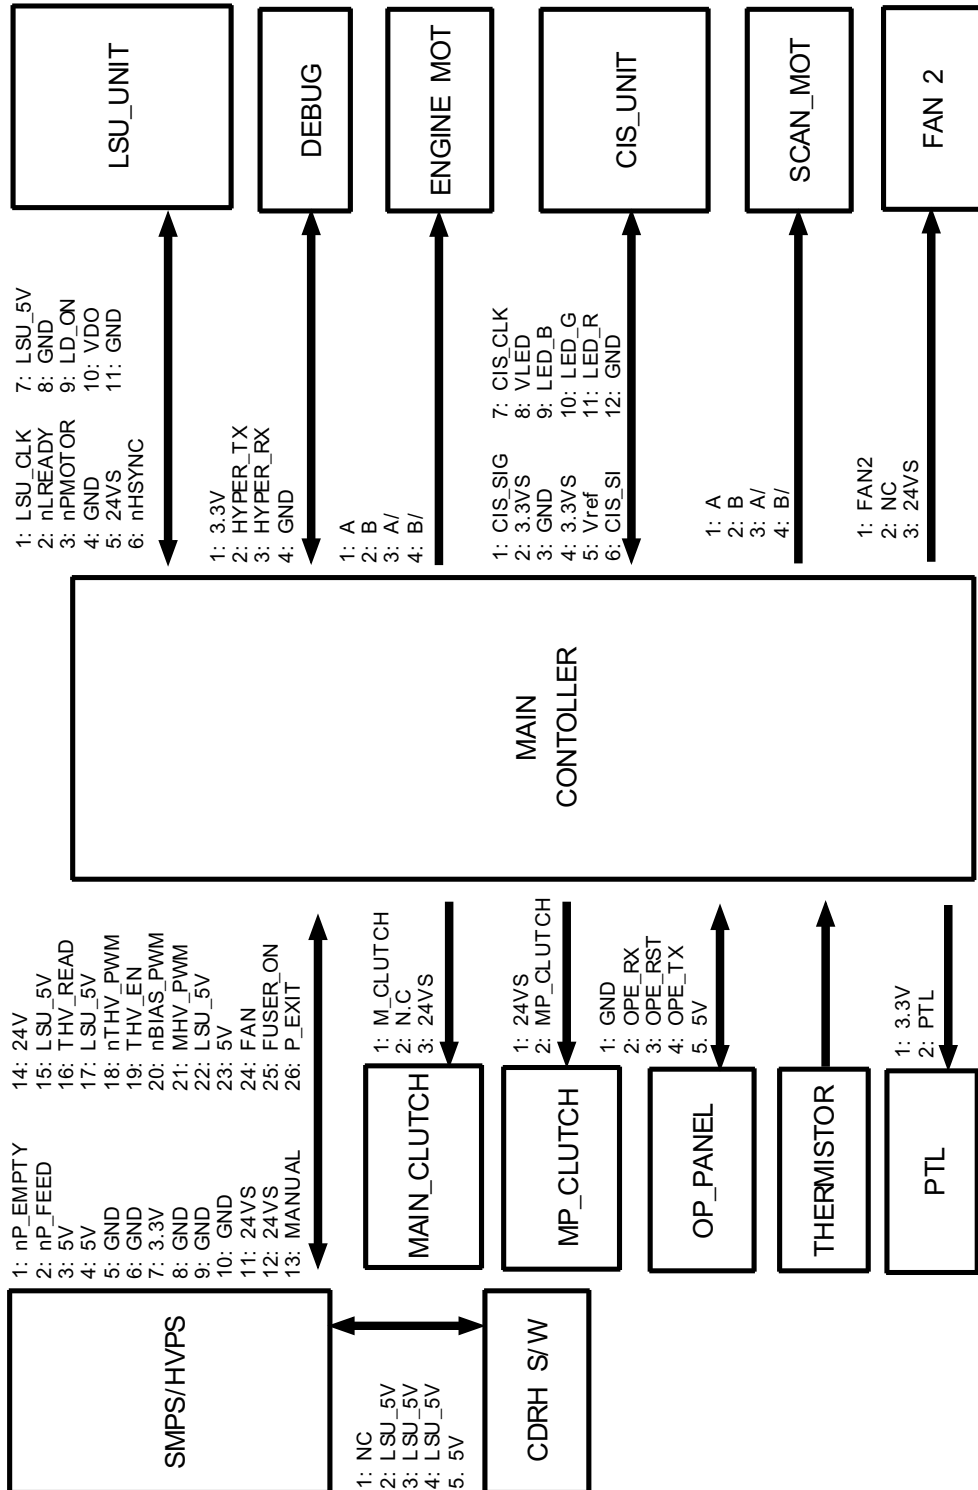 SMPS/HVPS
1: nP_EMPTY
2: nP_FEED
3: 5V
4: 5V
5: GND
6: GND
7: 3.3V
8: GND
9: GND
10: GND
11: 24VS
12: 24VS
13: MANUAL
14: 24V
15: LSU_5V
16: THV_READ
17: LSU_5V
18: nTHV_PWM
19: THV_EN
20: nBIAS_PWM
21: MHV_PWM
22: LSU_5V
23: 5V
24: FAN
25: FUSER_ON
26: P_EXIT
1: NC
2: LSU_5V
3: LSU_5V
4: LSU_5V
5. 5V
CDRH S/W
MAIN_CLUTCH
1: M_CLUTCH
2: N.C
3: 24VS
MP_CLUTCH
1: 24VS
2: MP_CLUTCH
OP_PANEL
1: GND
2: OPE_RX
3: OPE_RST
4: OPE_TX
5. 5V
THERMISTOR
PTL
1: 3.3V
2: PTL
MAIN
CONTOLLER
1: LSU_CLK
2: nLREADY
3: nPMOTOR
4: GND
5: 24VS
6: nHSYNC
7: LSU_5V
8: GND
9: LD_ON
10: VDO
11: GND
LSU_UNIT
1: 3.3V
2: HYPER_TX
3: HYPER_RX
4: GND
DEBUG
1: A
2: B
3: A/
4: B/
ENGINE MOT
1: CIS_SIG
2: 3.3VS
3: GND
4: 3.3VS
5: Vref
6: CIS_SI
7: CIS_CLK
8: VLED
9: LED_B
10: LED_G
11: LED_R
12: GND
CIS_UNIT
1: A
2: B
3: A/
4: B/
SCAN_MOT
1: FAN2
2: NC
3: 24VS
FAN 2